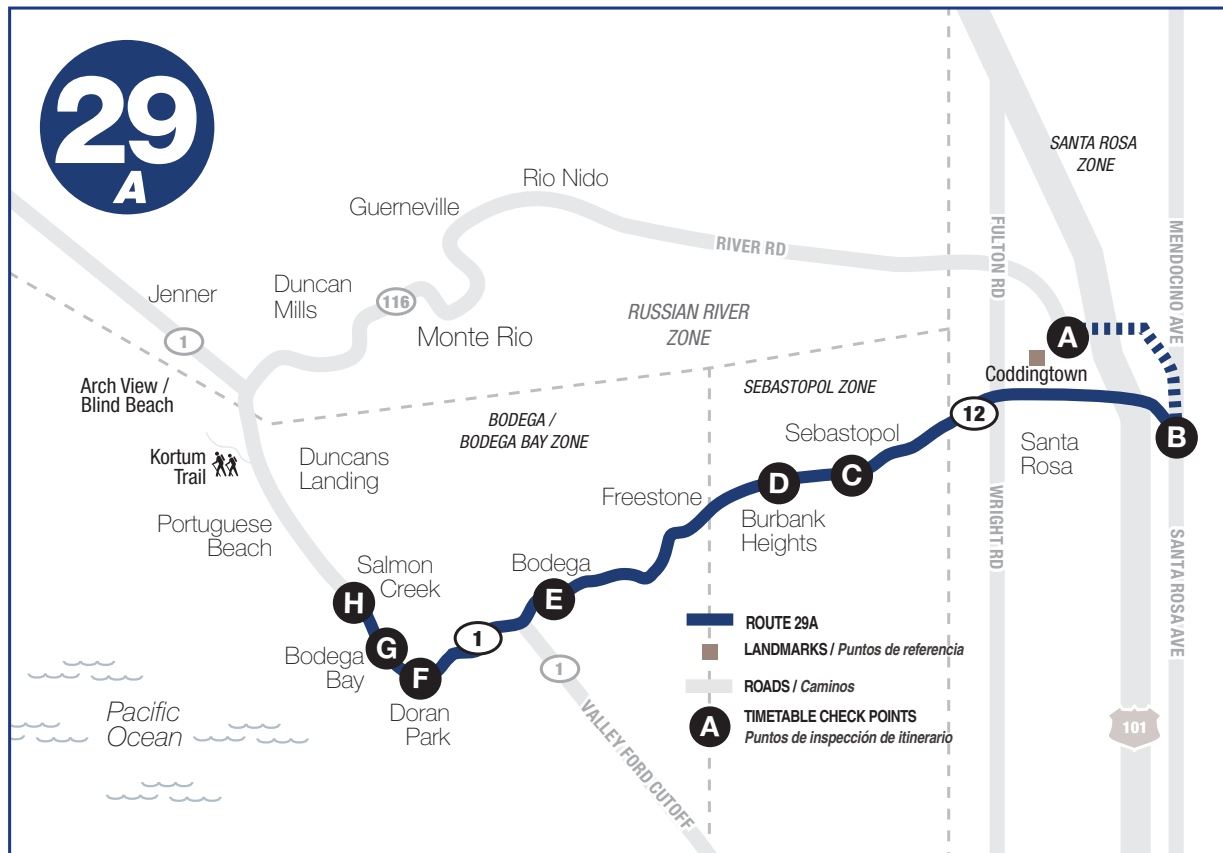 29
A
SANTA ROSA
ZONE
Rio Nido
Guerneville
RIVER RD
FULTON RD
MENDOCINO AVE
Jenner
Duncan
Mills
116
Monte Rio
RUSSIAN RIVER
ZONE
1
A
Coddingtown
Arch View /
Blind Beach
SEBASTOPOL ZONE
BODEGA /
BODEGA BAY ZONE
12
B
Sebastopol
Santa
Rosa
Kortum
Trail
Duncans
Landing
C
D
Freestone
Burbank
Heights
WRIGHT RD
SANTA ROSA AVE
Portuguese
Beach
Salmon
Creek
Bodega
E
H
G
F
1
Bodega
Bay
Doran
Park
1
VALLEY FORD CUTOFF
Pacific
Ocean
ROUTE 29A
LANDMARKS / Puntos de referencia
ROADS / Caminos
A
TIMETABLE CHECK POINTS
Puntos de inspección de itinerario
101